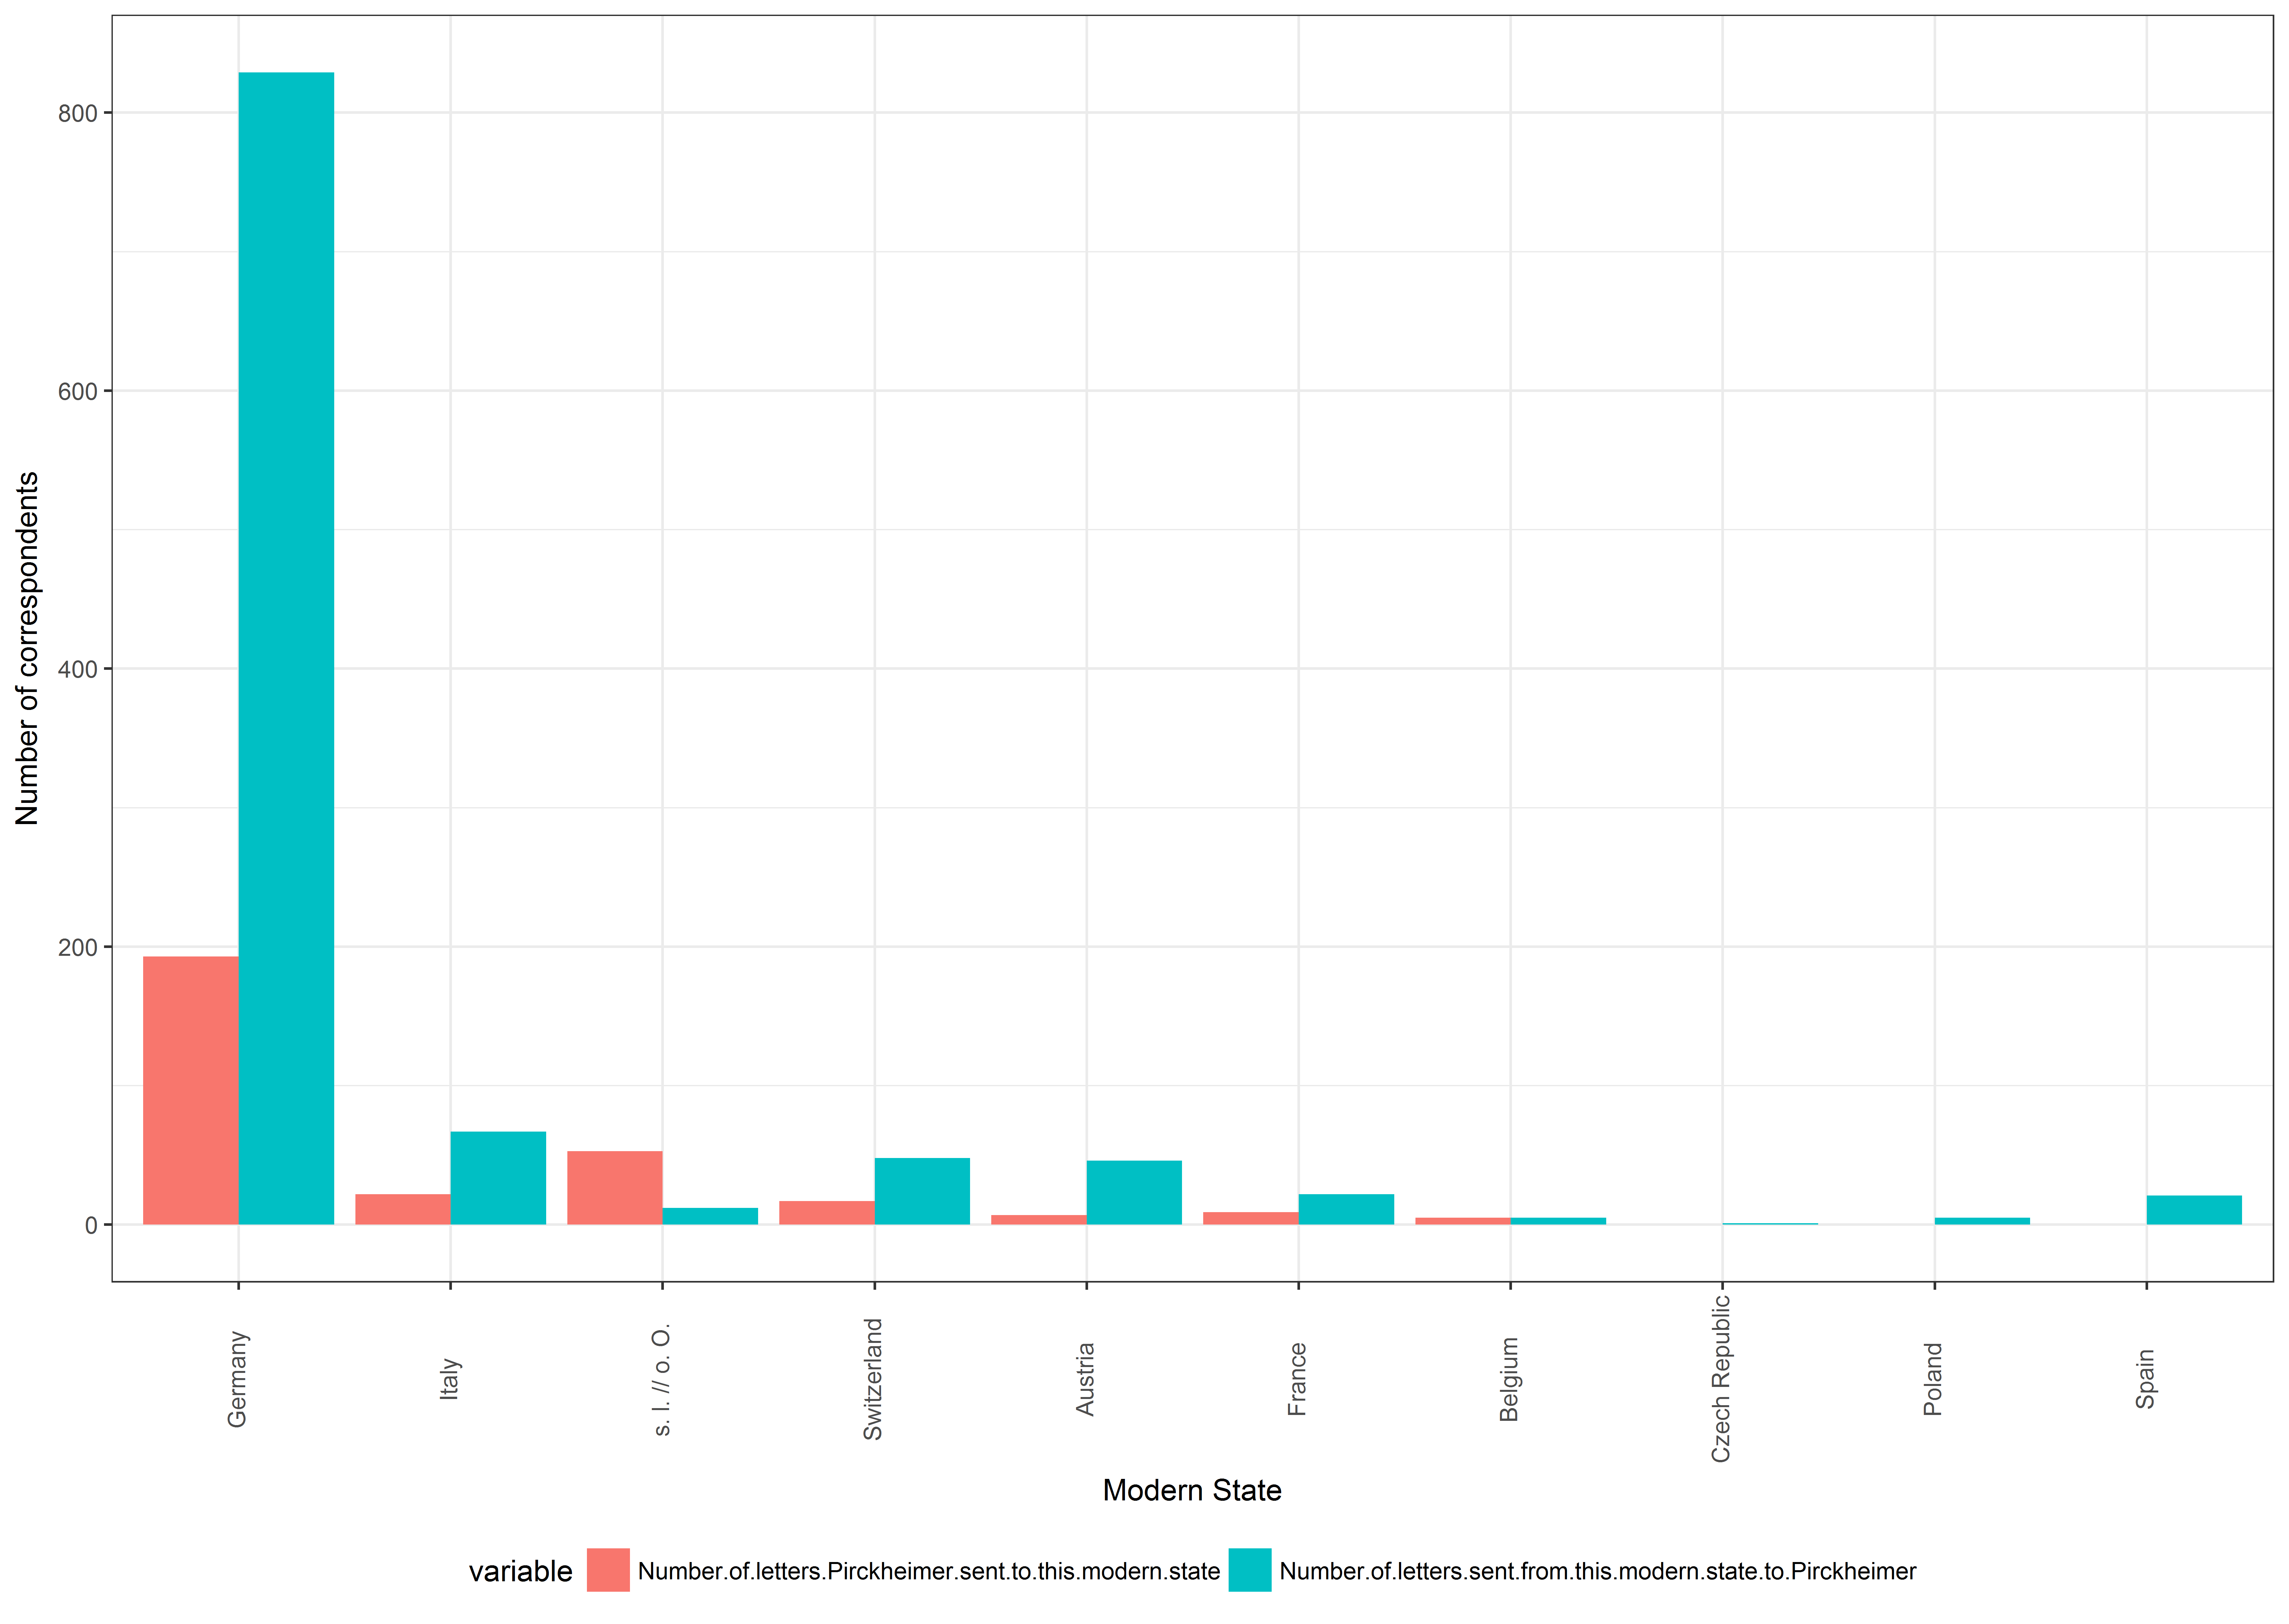 Number of correspondents
800
600
400
200
0
Germany
Italy
s. l. // o. O.
Switzerland
Austria
France
Belgium
Czech Republic
Poland
Spain
Modern State
variable Number.of.letters.Pirckheimer.sent.to.this.modern.state Number.of.letters.sent.from.this.modern.state.to.Pirckheimer